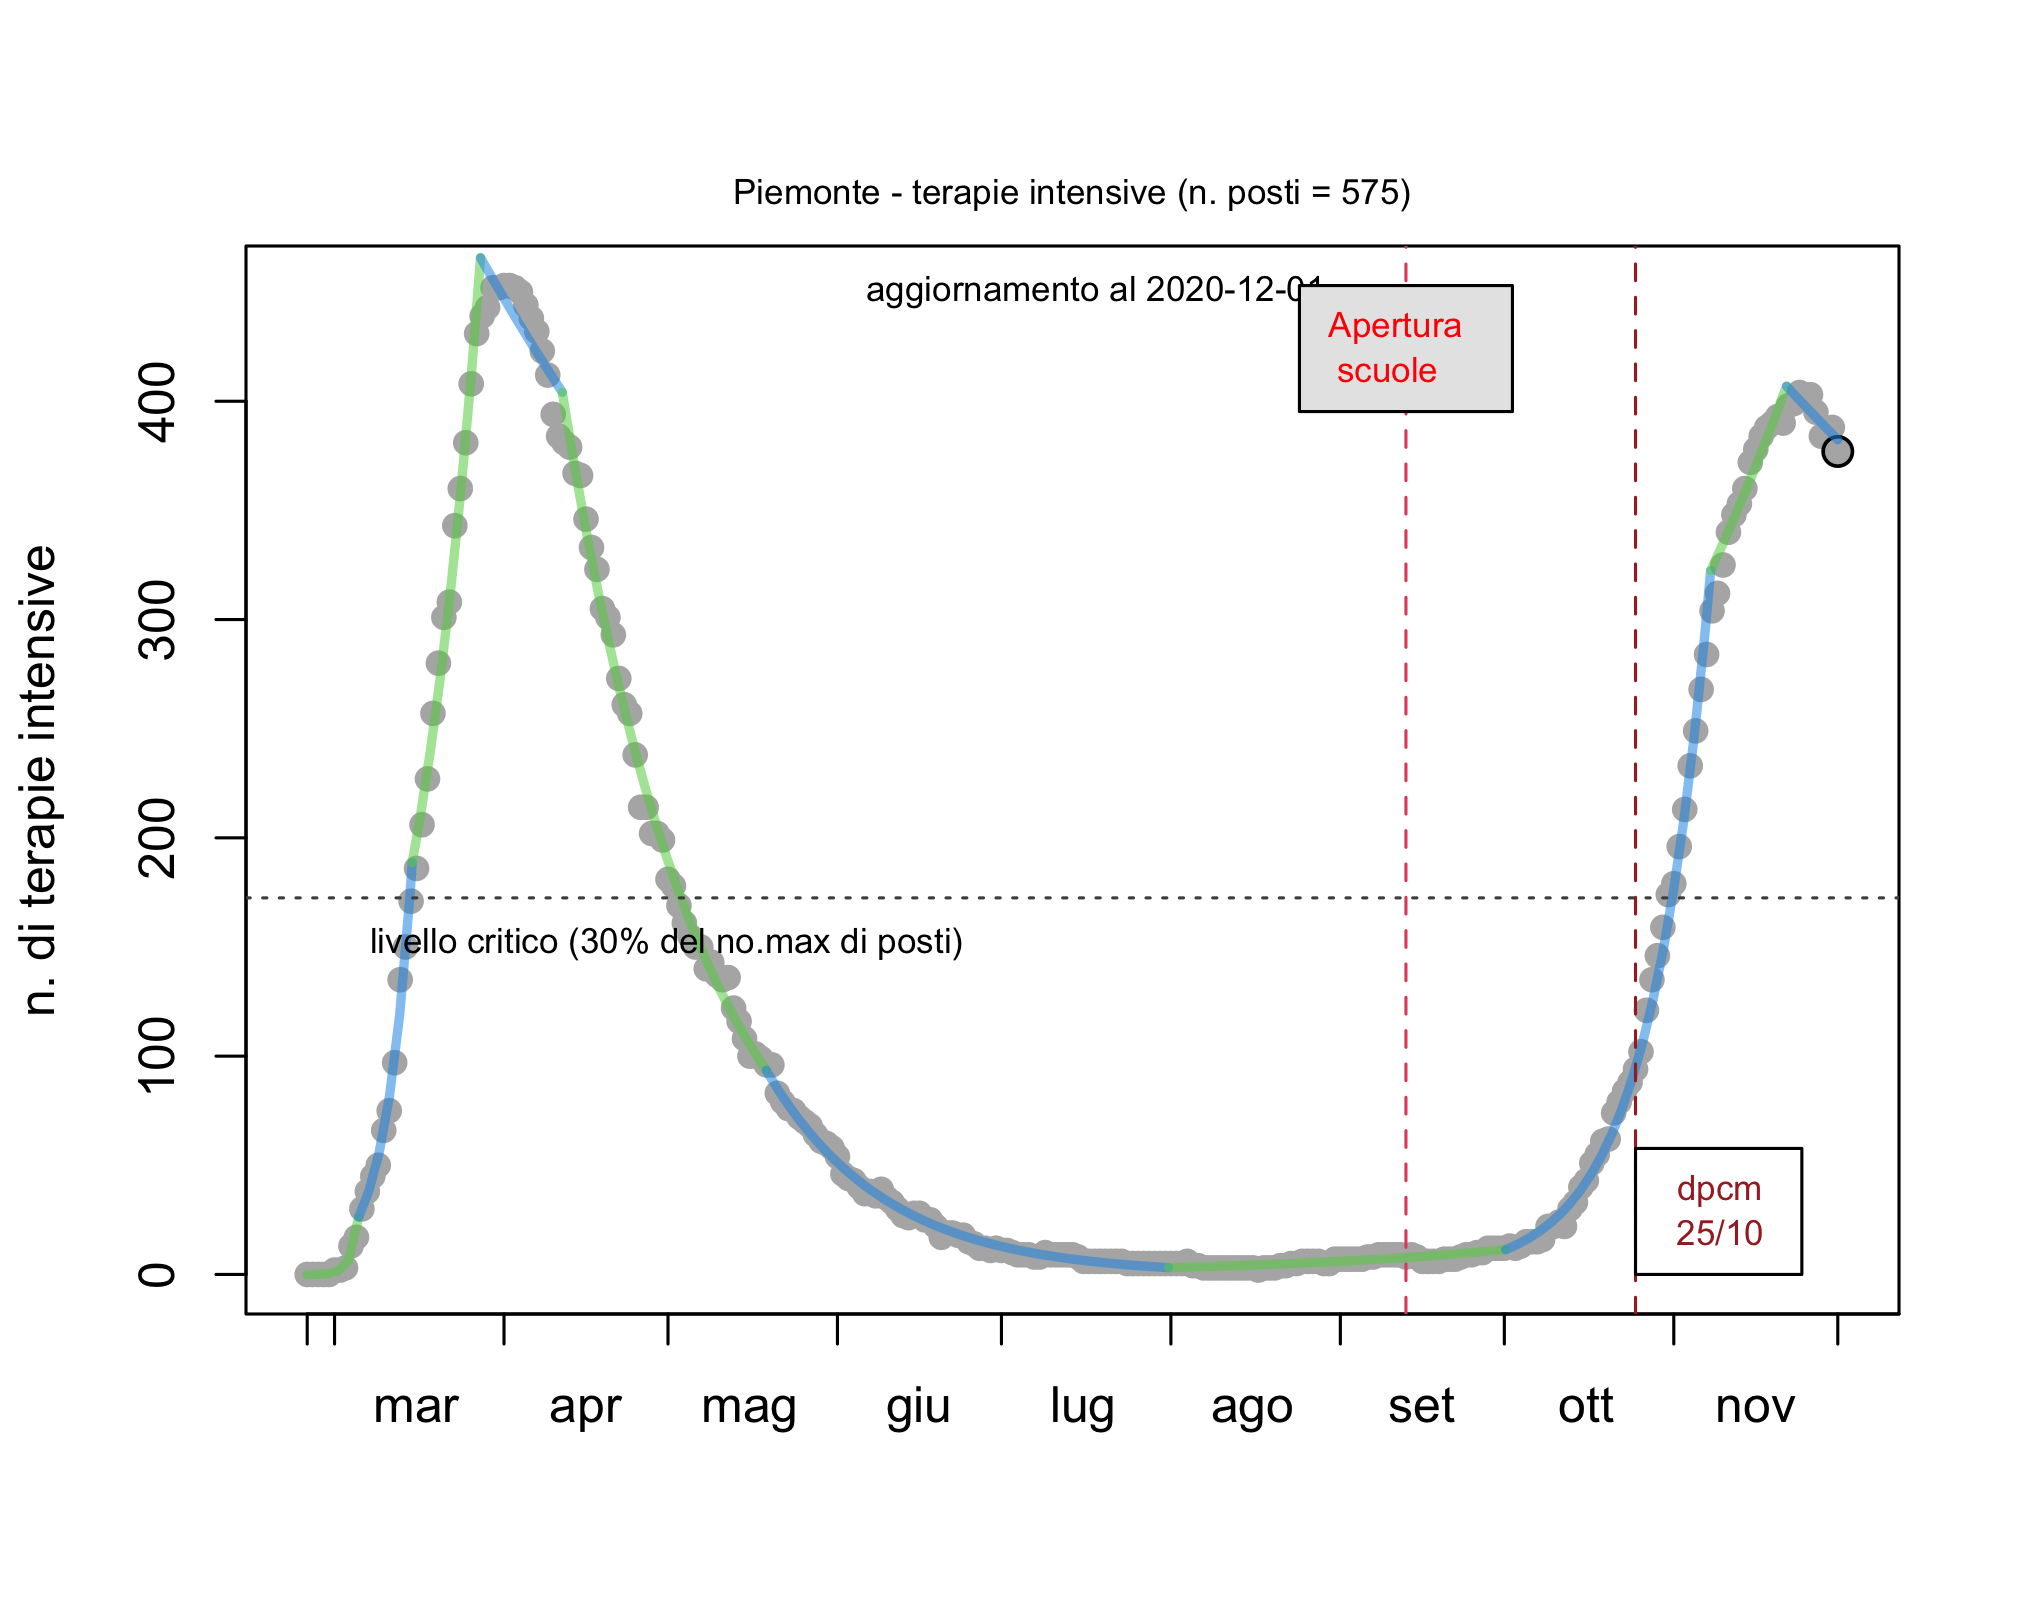 Piemonte - terapie intensive (n. posti = 575)
aggiornamento al 2020-12-01
Apertura
scuole
n. di terapie intensive
400
300
200
100
0
livello critico (30% del no.max di posti)
dpcm
25/10
mar apr mag giu lug ago set ott nov